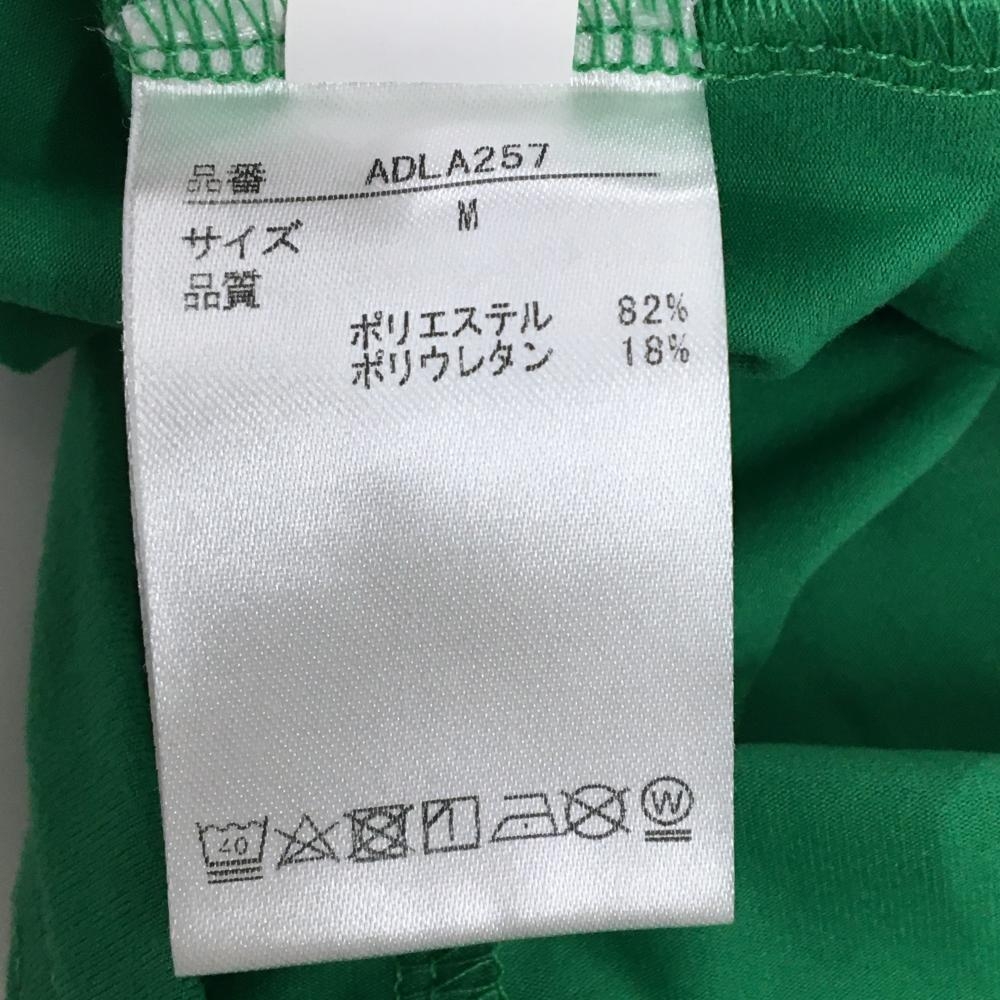 品番 ADLA257
サイズ M
品質
ポリエステル 82%
ポリウレタン 18%
40 W